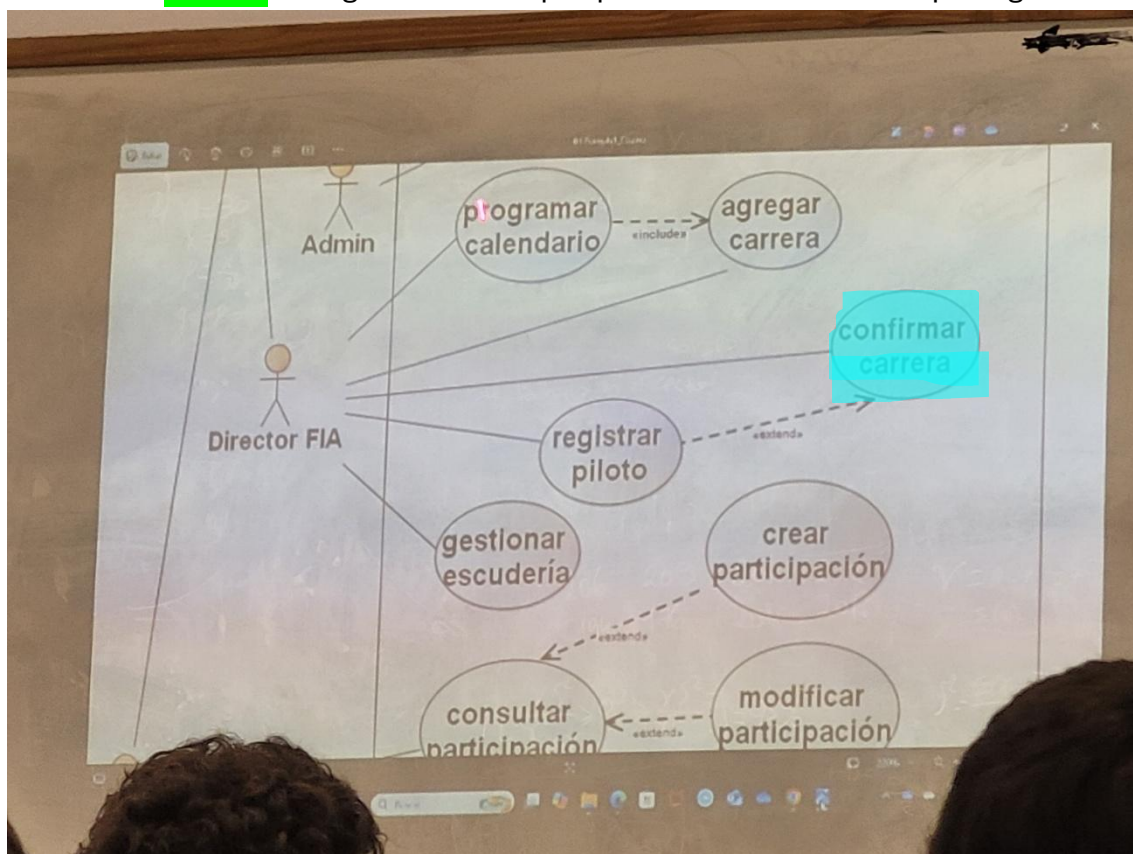 Admin
programar
calendario
«include»
agregar
carrera
confirmar
carrera
Director FIA
registrar
piloto
«extend»
gestionar
escudería
crear
participación
«extend»
consultar
participación
modificar
participación
«extend»